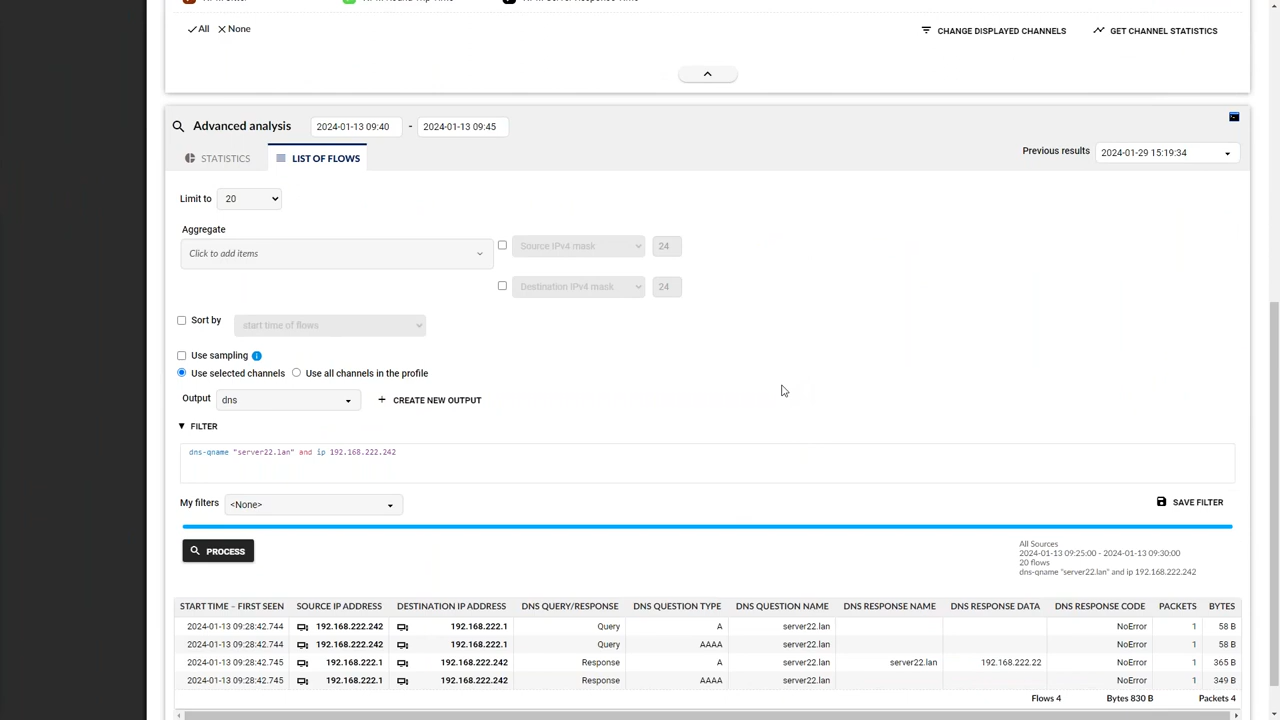 All None
CHANGE DISPLAYED CHANNELS GET CHANNEL STATISTICS
Advanced analysis 2024-01-13 09:40 - 2024-01-13 09:45
STATISTICS LIST OF FLOWS Previous results 2024-01-29 15:19:34
Limit to 20
Aggregate
Click to add items Source IPv4 mask 24
Destination IPv4 mask 24
Sort by start time of flows
Use sampling
Use selected channels Use all channels in the profile
Output dns + CREATE NEW OUTPUT
FILTER
dns-qname "server22.lan" and ip 192.168.222.242
My filters <None> SAVE FILTER
PROCESS
All Sources
2024-01-13 09:25:00 - 2024-01-13 09:30:00
20 flows
dns-qname "server22.lan" and ip 192.168.222.242
START TIME – FIRST SEEN SOURCE IP ADDRESS DESTINATION IP ADDRESS DNS QUERY/RESPONSE DNS QUESTION TYPE DNS QUESTION NAME DNS RESPONSE NAME DNS RESPONSE DATA DNS RESPONSE CODE PACKETS BYTES
2024-01-13 09:28:42.744 192.168.222.242 192.168.222.1 Query A server22.lan NoError 1 58 B
2024-01-13 09:28:42.744 192.168.222.242 192.168.222.1 Query AAAA server22.lan NoError 1 58 B
2024-01-13 09:28:42.745 192.168.222.1 192.168.222.242 Response A server22.lan server22.lan 192.168.222.22 NoError 1 365 B
2024-01-13 09:28:42.745 192.168.222.1 192.168.222.242 Response AAAA server22.lan NoError 1 349 B
Flows 4 Bytes 830 B Packets 4